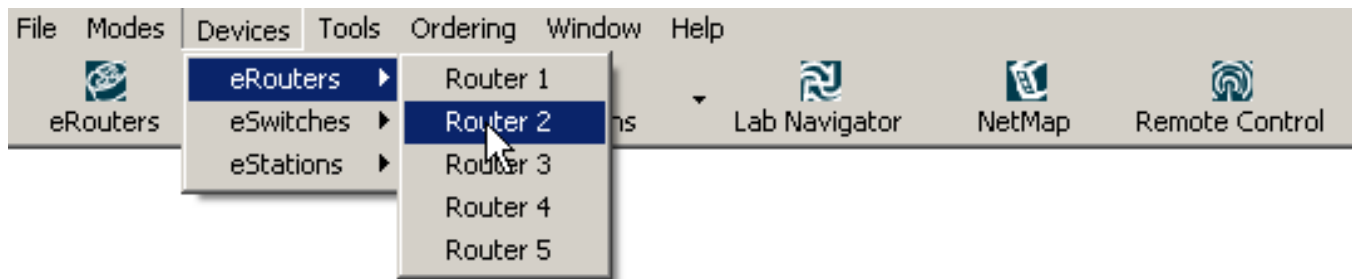 File Modes Devices Tools Ordering Window Help
eRouters Router 1
eRouters eSwitches Router 2 Lab Navigator NetMap Remote Control
eStations Router 3
Router 4
Router 5